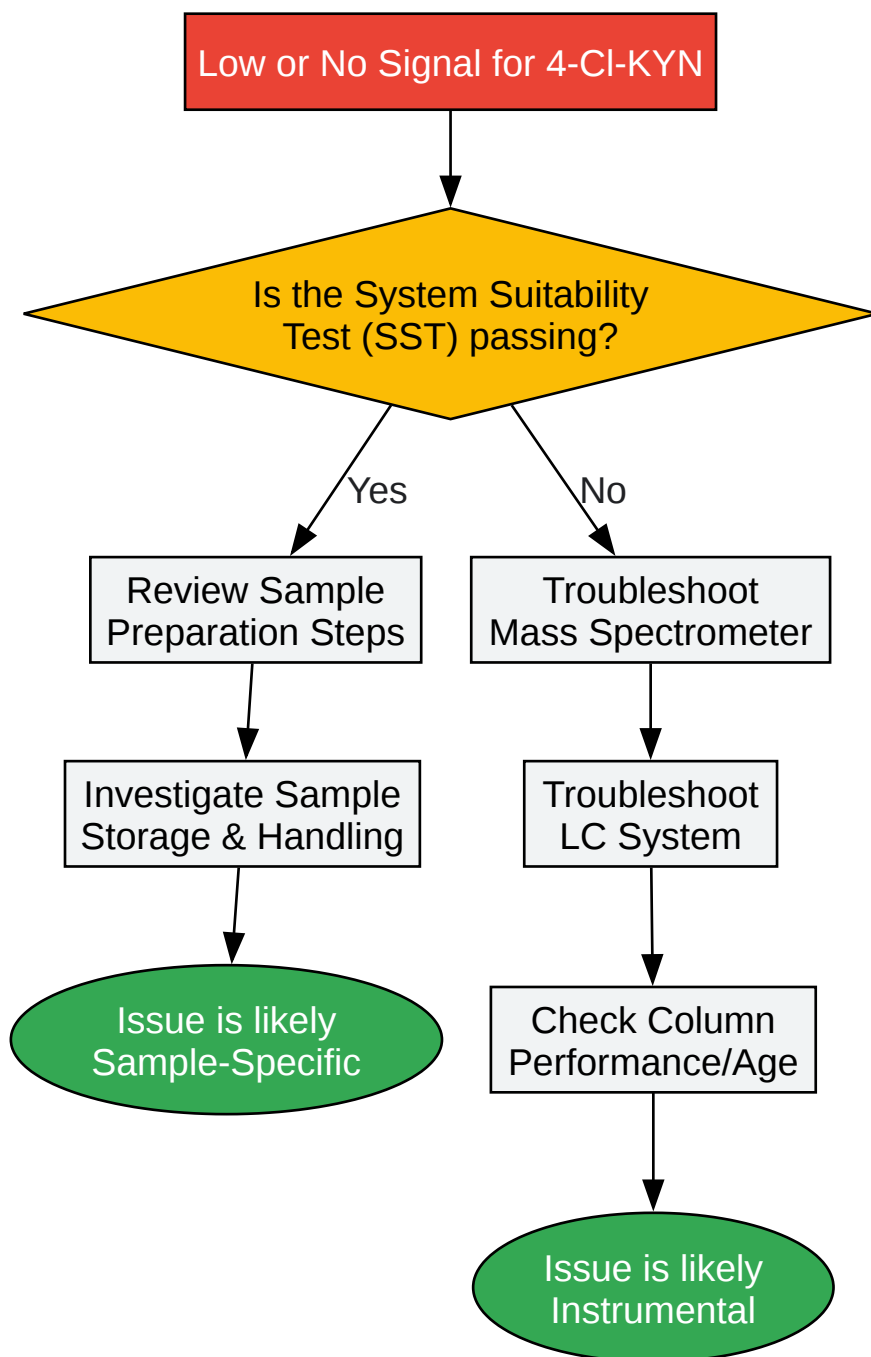 Low or No Signal for 4-Cl-KYN
Is the System Suitability
Test (SST) passing?
Yes
No
Review Sample
Preparation Steps
Troubleshoot
Mass Spectrometer
Investigate Sample
Storage & Handling
Troubleshoot
LC System
Issue is likely
Sample-Specific
Check Column
Performance/Age
Issue is likely
Instrumental